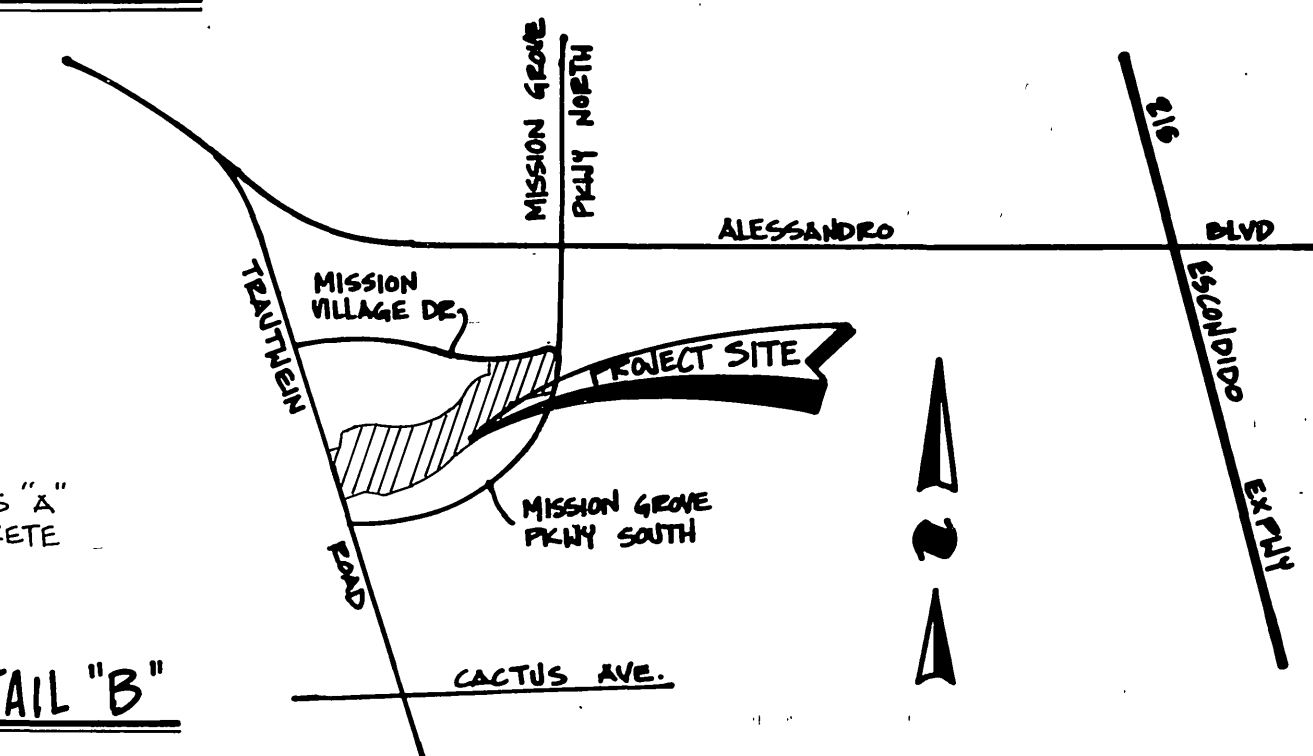 MISSION GROVE
PKWY NORTH
215
ALESSANDRO BLVD
MISSION
VILLAGE DR.
TRAUTWEIN
ROAD
PROJECT SITE
ESCONDIDO
EXPWY
MISSION GROVE
PKWY SOUTH
"A"
CACTUS AVE.
"B"